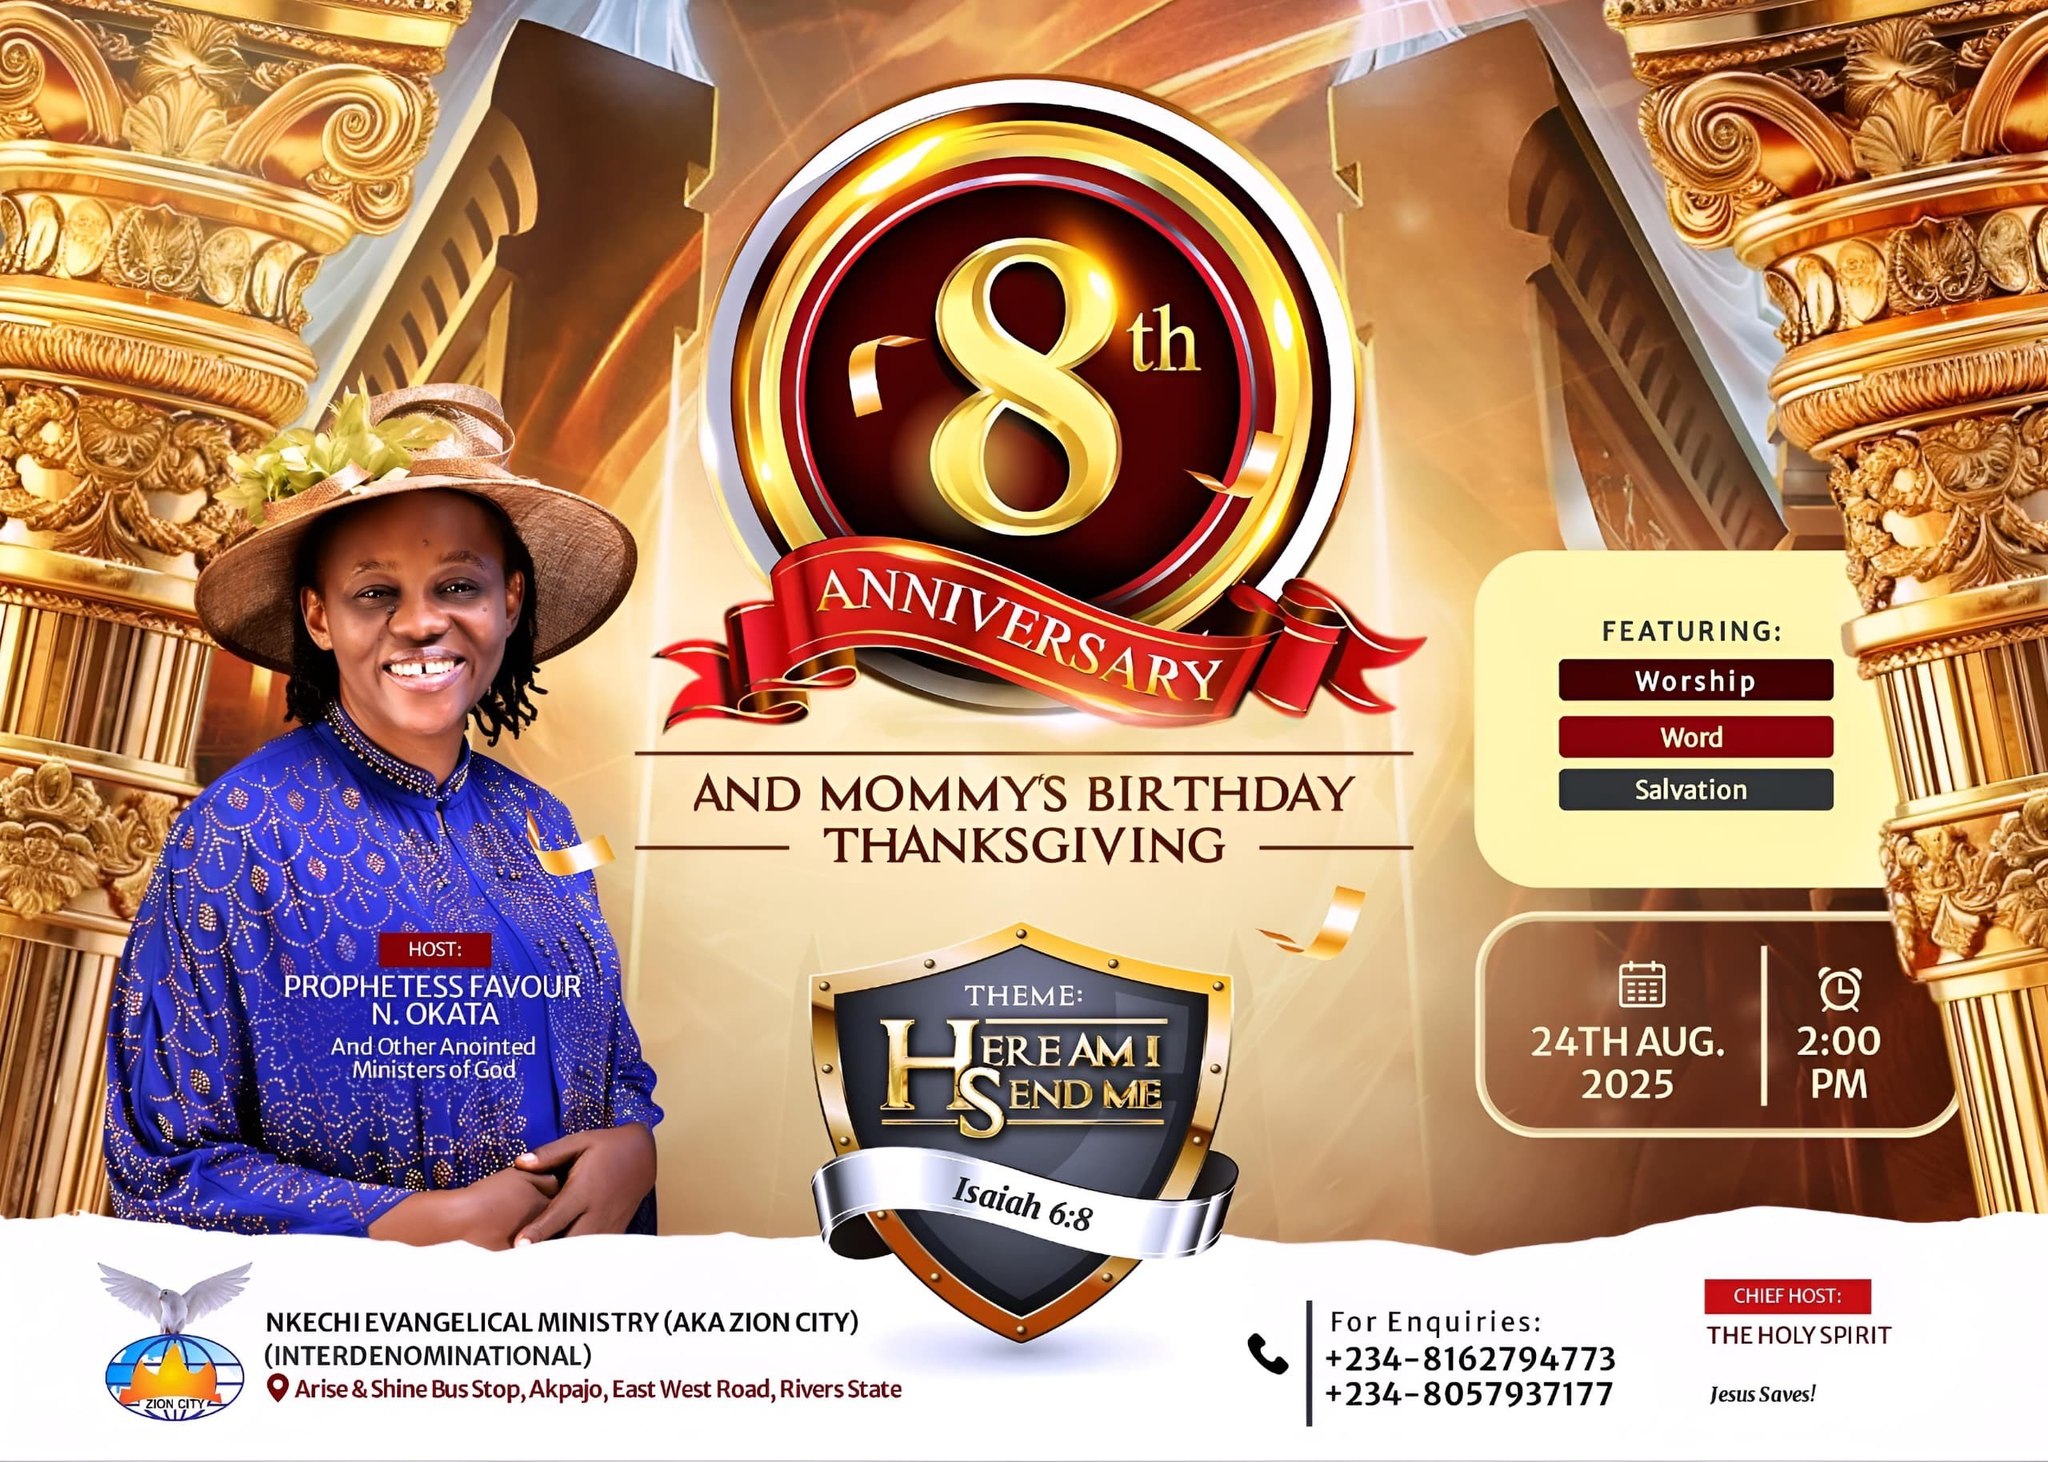 8th
ANNIVERSARY
AND MOMMY'S BIRTHDAY
THANKSGIVING
FEATURING:
Worship
Word
Salvation
24TH AUG.
2025
2:00
PM
HOST:
PROPHETESS FAVOUR
N. OKATA
And Other Anointed
Ministers of God
THEME:
HERE AM I
SEND ME
Isaiah 6:8
ZION CITY
NKECHI EVANGELICAL MINISTRY (AKA ZION CITY)
(INTERDENOMINATIONAL)
Arise & Shine Bus Stop, Akpajo, East West Road, Rivers State
For Enquiries:
+234-8162794773
+234-8057937177
CHIEF HOST:
THE HOLY SPIRIT
Jesus Saves!